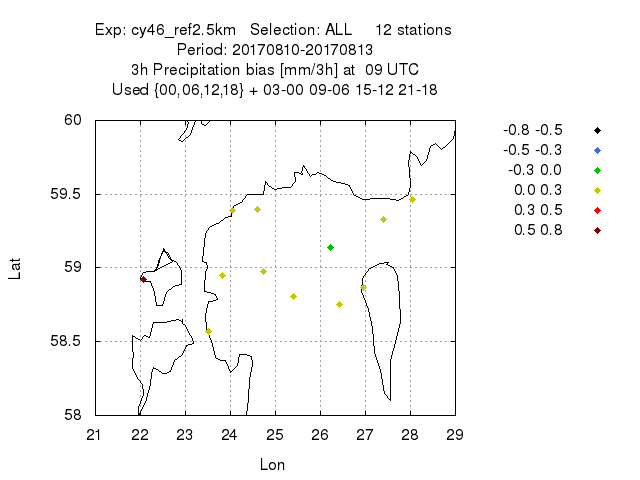 Exp: cy46_ref2.5km Selection: ALL 12 stations
Period: 20170810-20170813
3h Precipitation bias [mm/3h] at 09 UTC
Used {00,06,12,18} + 03-00 09-06 15-12 21-18
-0.8 -0.5
-0.5 -0.3
-0.3 0.0
0.0 0.3
0.3 0.5
0.5 0.8
60
59.5
59
58.5
58
Lat
21 22 23 24 25 26 27 28 29
Lon